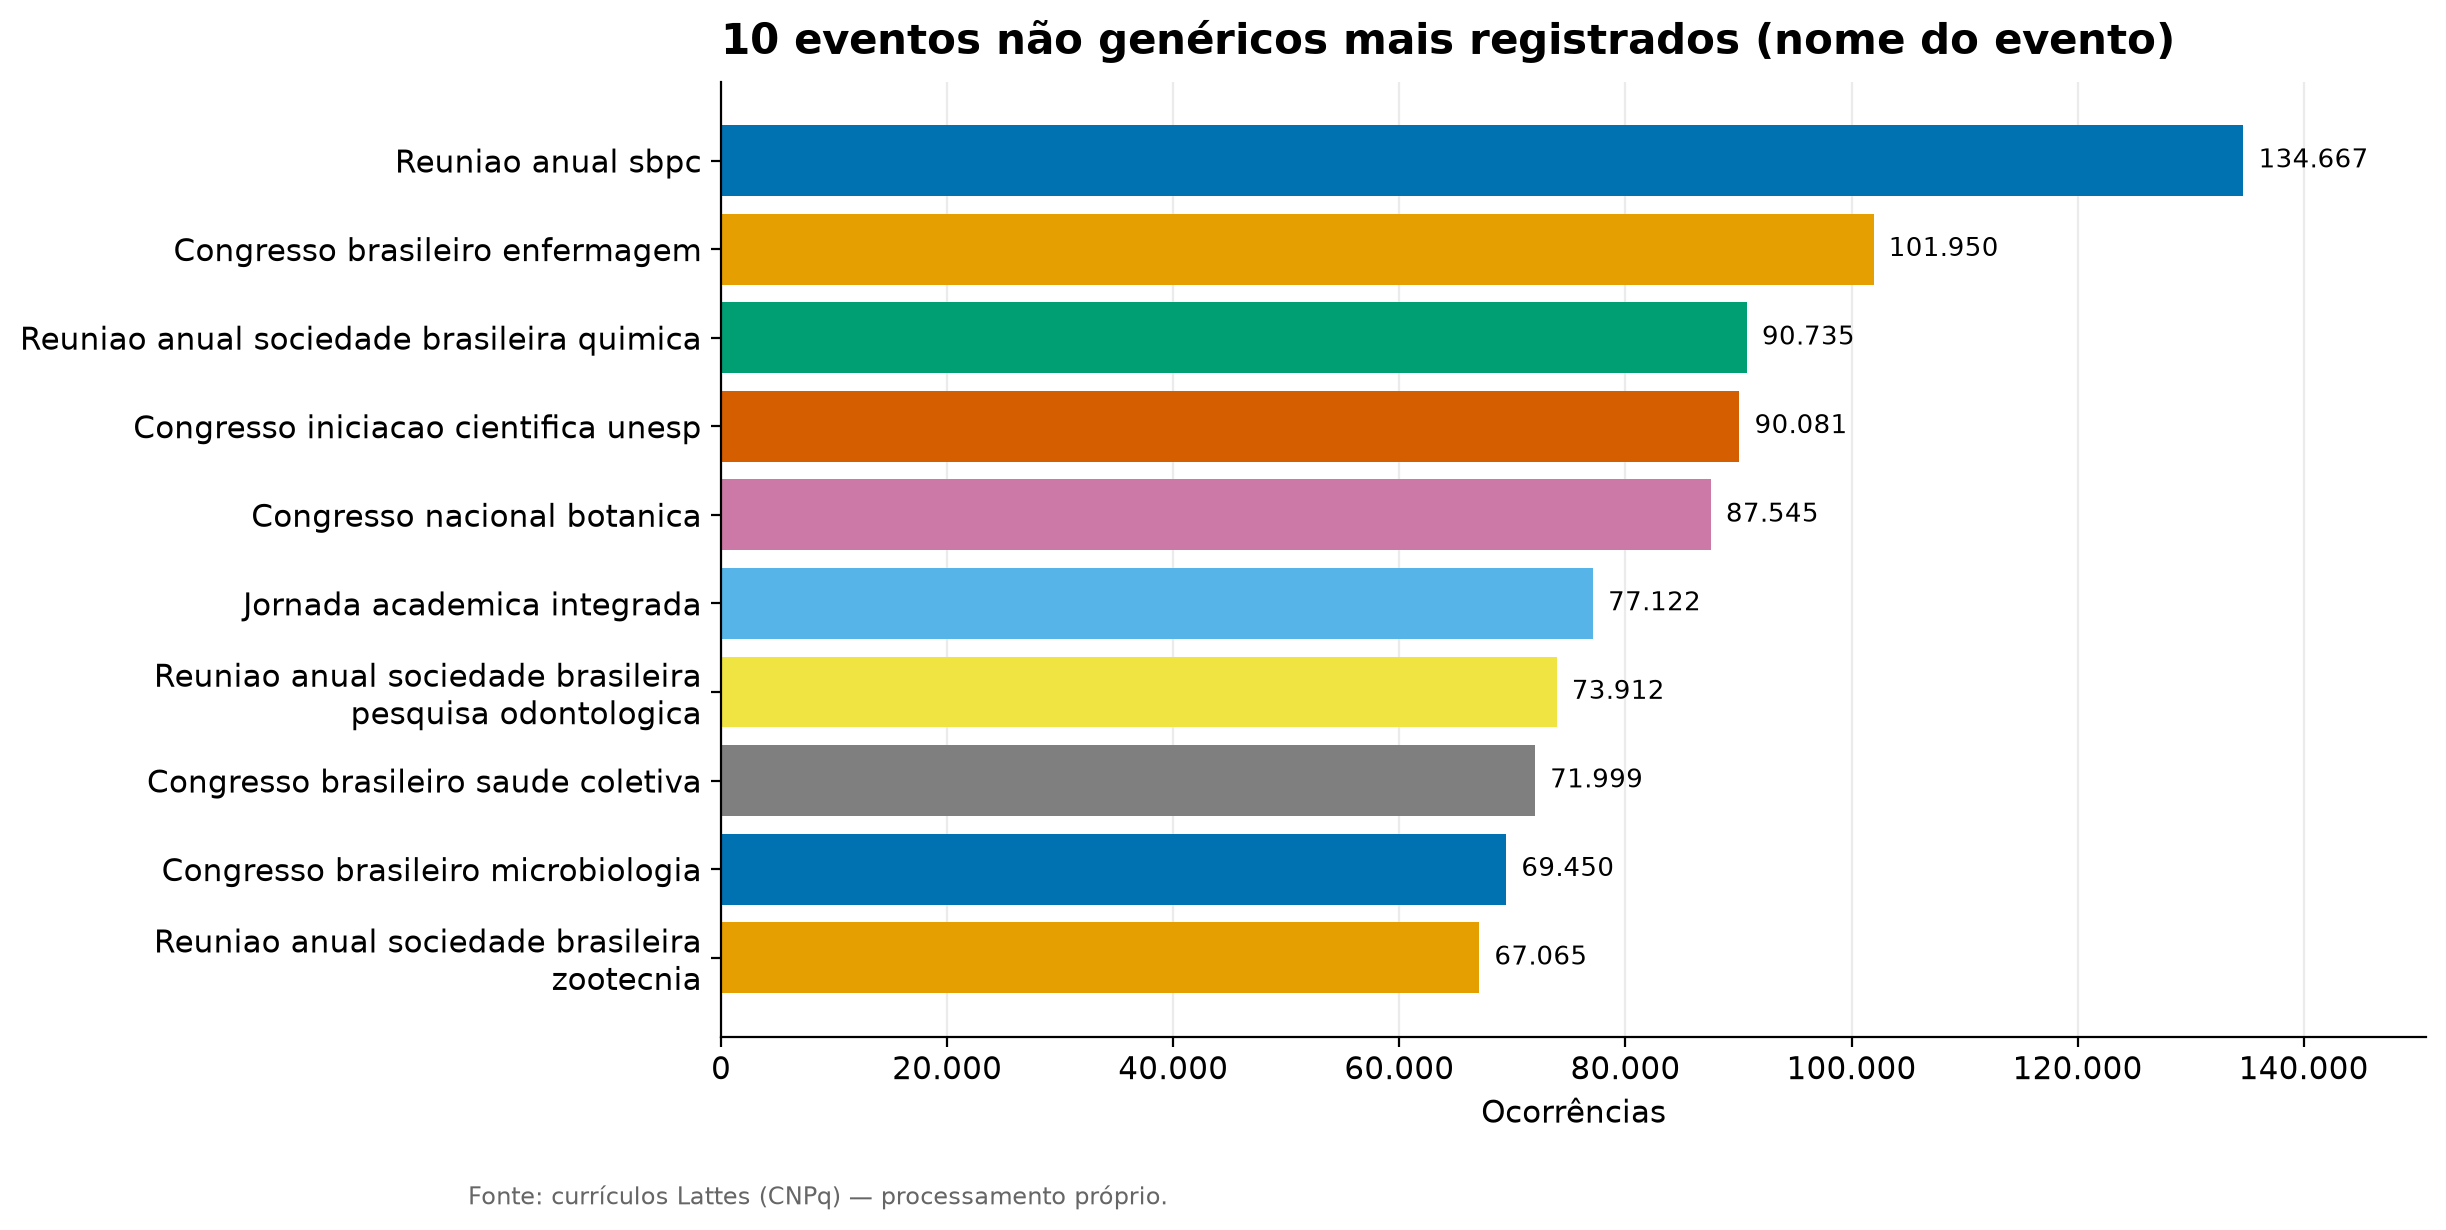 10 eventos não genéricos mais registrados (nome do evento)
Reuniao anual sbpc
134.667
Congresso brasileiro enfermagem
101.950
Reuniao anual sociedade brasileira quimica
90.735
Congresso iniciacao cientifica unesp
90.081
Congresso nacional botanica
87.545
Jornada academica integrada
77.122
Reuniao anual sociedade brasileira
pesquisa odontologica
73.912
Congresso brasileiro saude coletiva
71.999
Congresso brasileiro microbiologia
69.450
Reuniao anual sociedade brasileira
zootecnia
67.065
0 20.000 40.000 60.000 80.000 100.000 120.000 140.000
Ocorrências
Fonte: currículos Lattes (CNPq) — processamento próprio.